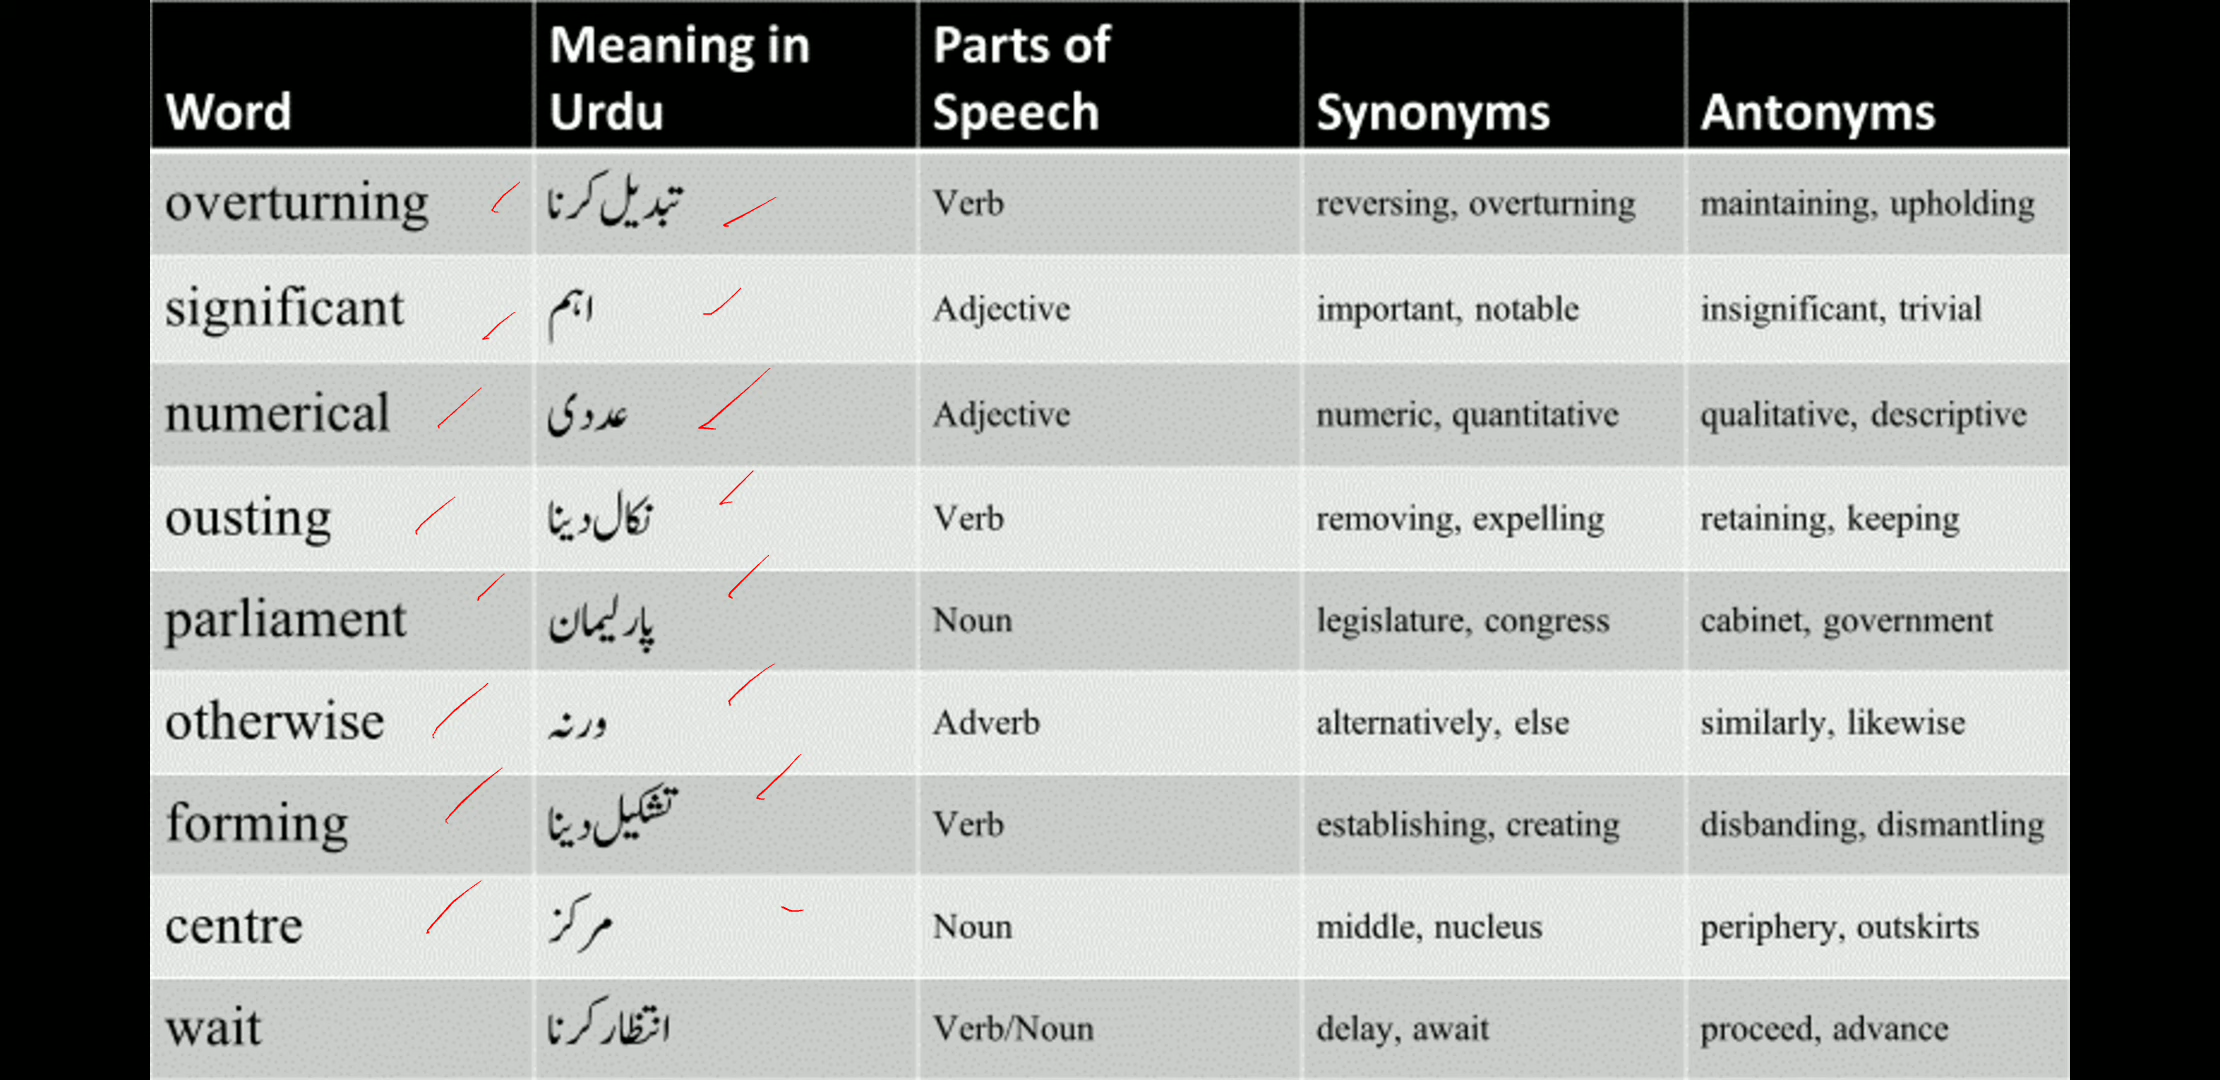 Word | Meaning in Urdu | Parts of Speech | Synonyms | Antonyms
overturning | تبدیل کرنا | Verb | reversing, overturning | maintaining, upholding
significant | اہم | Adjective | important, notable | insignificant, trivial
numerical | عددی | Adjective | numeric, quantitative | qualitative, descriptive
ousting | نکال دینا | Verb | removing, expelling | retaining, keeping
parliament | پارلیمان | Noun | legislature, congress | cabinet, government
otherwise | ورنہ | Adverb | alternatively, else | similarly, likewise
forming | تشکیل دینا | Verb | establishing, creating | disbanding, dismantling
centre | مرکز | Noun | middle, nucleus | periphery, outskirts
wait | انتظار کرنا | Verb/Noun | delay, await | proceed, advance